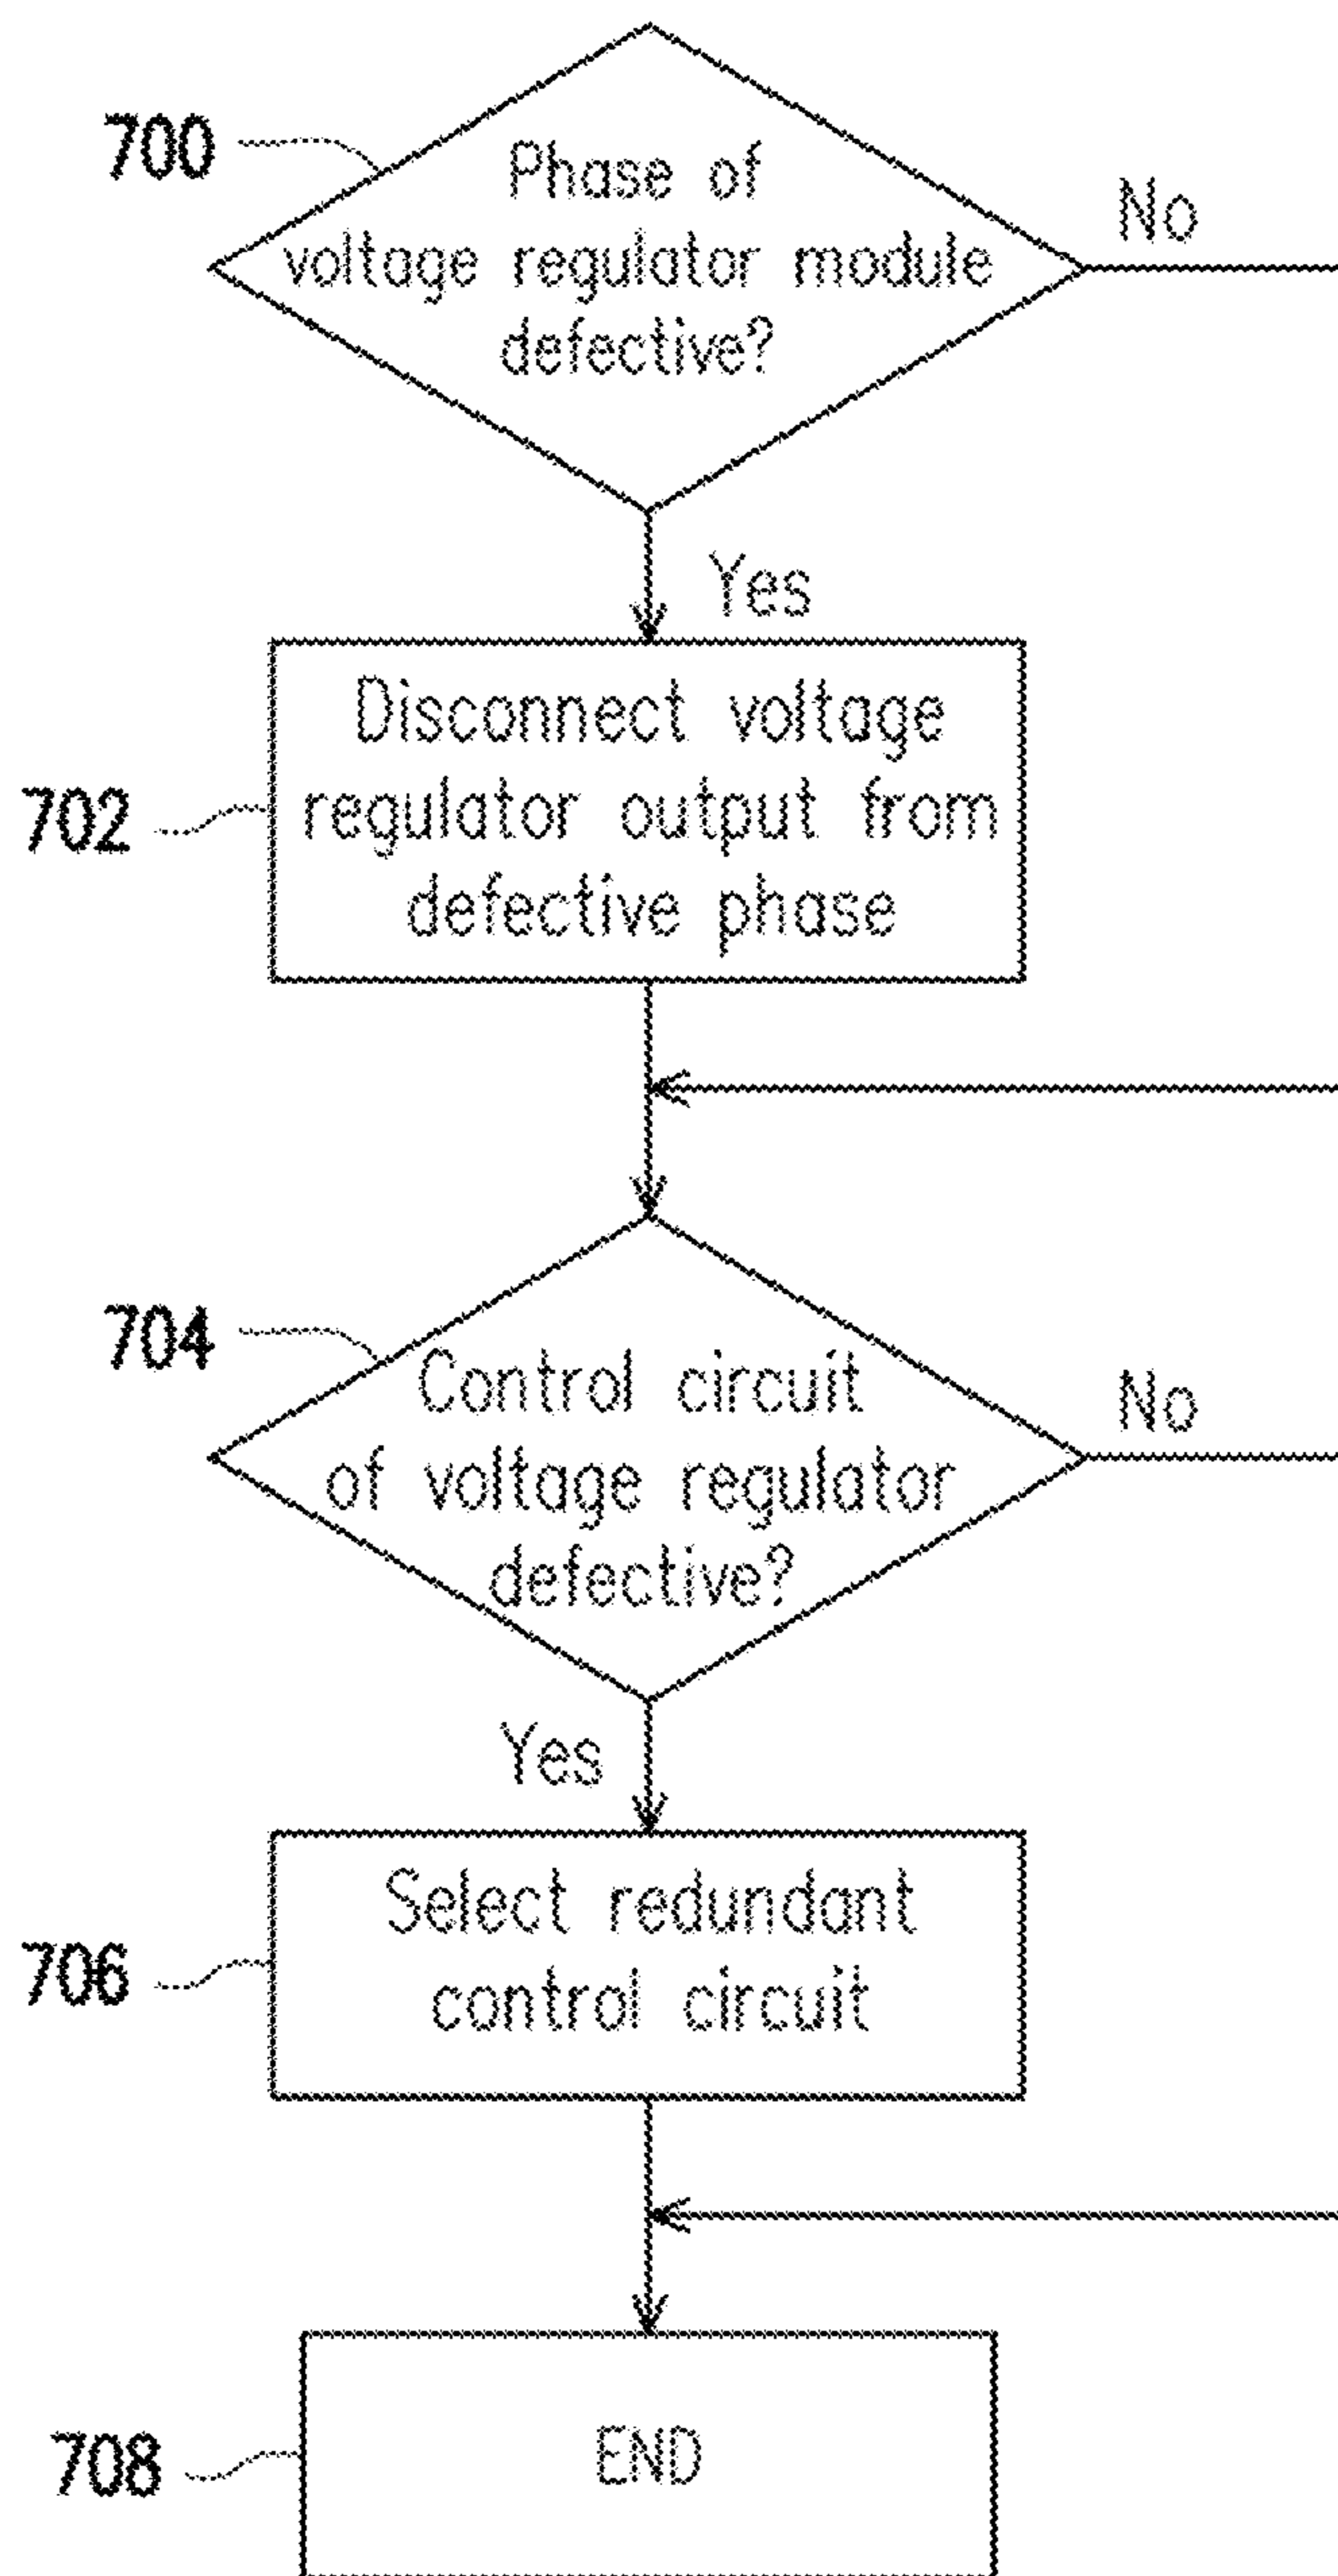 700
Phase of
voltage regulator module
defective?
No
Yes
702
Disconnect voltage
regulator output from
defective phase
704
Control circuit
of voltage regulator
defective?
No
Yes
706
Select redundant
control circuit
708
END